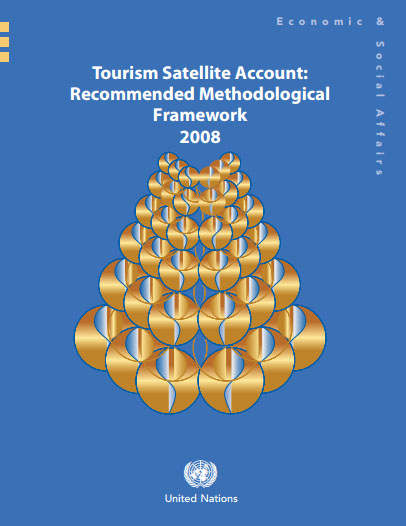 Economic &
Social Affairs
Tourism Satellite Account:
Recommended Methodological
Framework
2008
United Nations